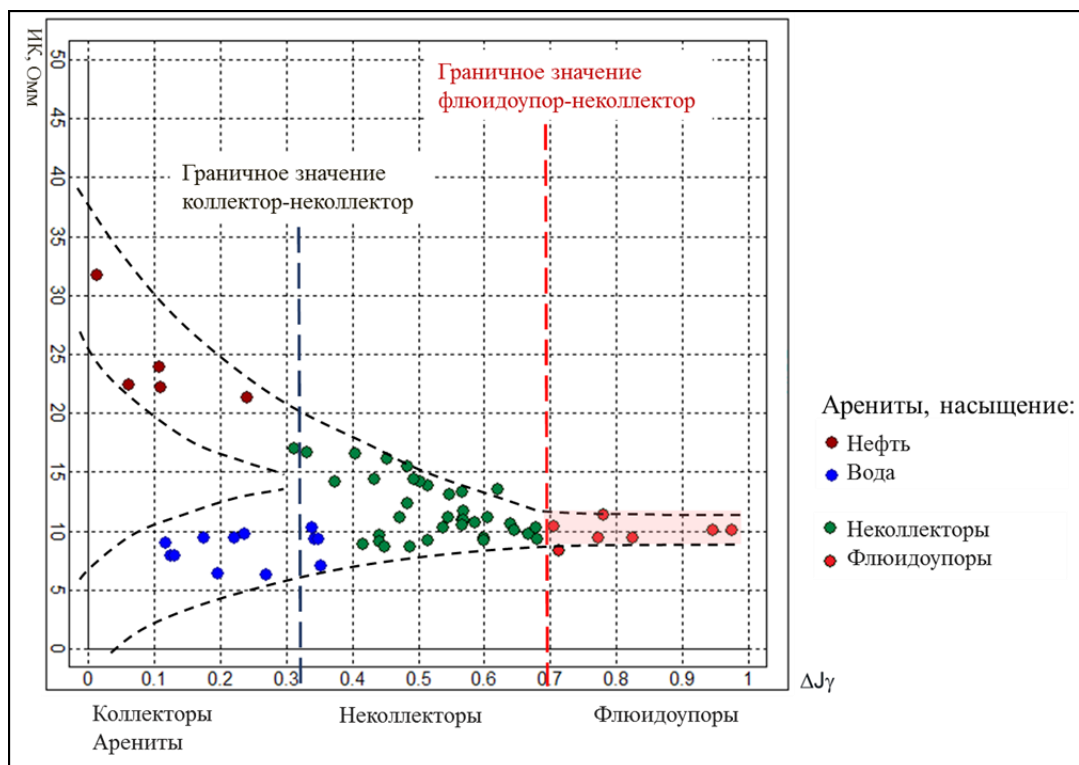 ИК, Омм
50
45
40
35
30
25
20
15
10
5
0
Граничное значение
флюидоупор-неколлектор
Граничное значение
коллектор-неколлектор
0 0.1 0.2 0.3 0.4 0.5 0.6 0.7 0.8 0.9 1 ΔJγ
Коллекторы
Арениты
Неколлекторы
Флюидоупоры
Арениты, насыщение:
Нефть
Вода
Неколлекторы
Флюидоупоры